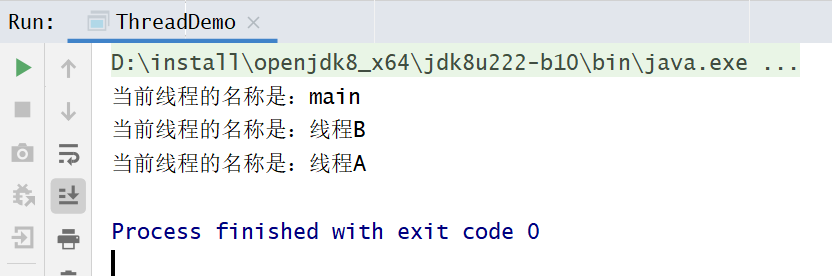 Run: ThreadDemo
D:\install\openjdk8_x64\jdk8u222-b10\bin\java.exe ...
当前线程的名称是：main
当前线程的名称是：线程B
当前线程的名称是：线程A
Process finished with exit code 0